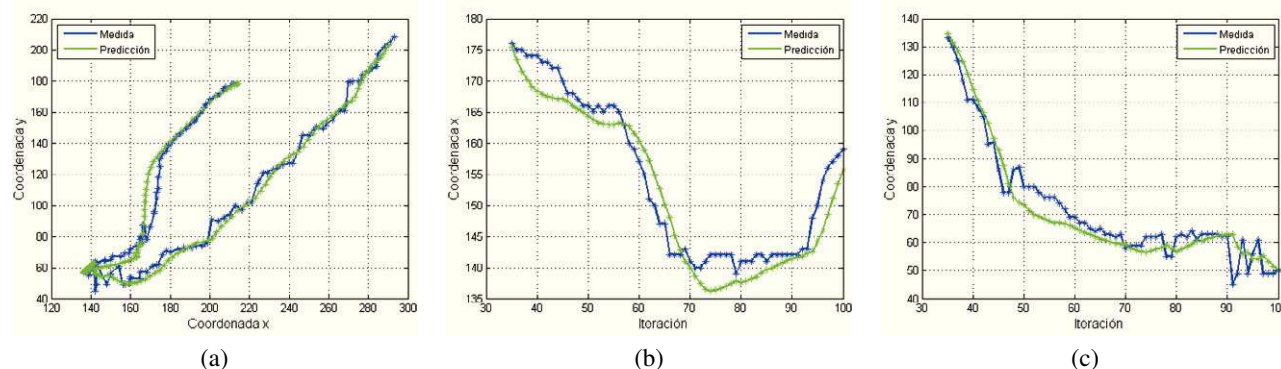 220
200
180
160
140
120
100
80
60
40
120 140 160 180 200 220 240 260 280 300
Coordenaca y
Coordenada x
Medida
Predicción
(a)
180
175
170
165
160
155
150
145
140
135
30 40 50 60 70 80 90 100
Coordenaca x
Iteración
Medida
Predicción
(b)
140
130
120
110
100
90
80
70
60
50
40
30 40 50 60 70 80 90 100
Coordenaca y
Iteración
Medida
Predicción
(c)